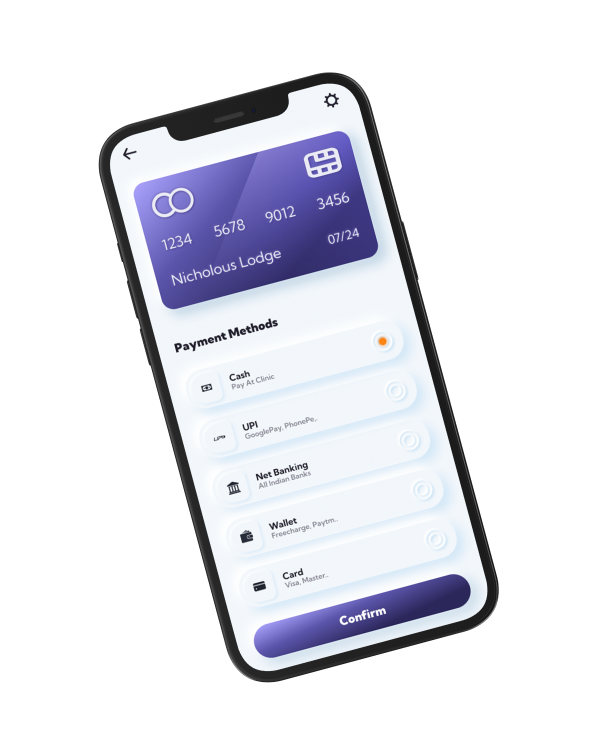 1234 5678 9012 3456
Nicholous Lodge 07/24
Payment Methods
Cash
Pay At Clinic
UPI
UPI
GooglePay, PhonePe..
Net Banking
All Indian Banks
Wallet
Freecharge, Paytm..
Card
Visa, Master..
Confirm